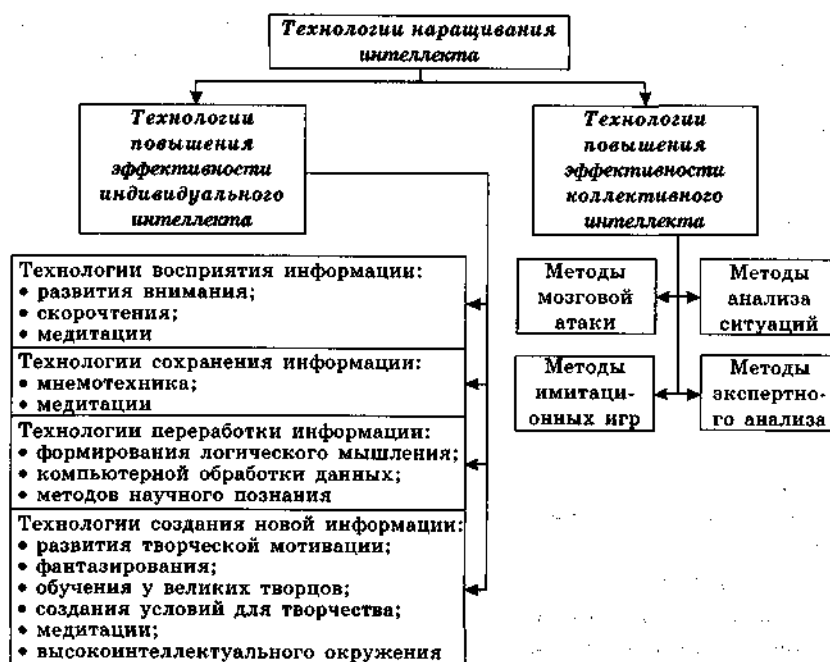 Технологии наращивания
интеллекта
Технологии
повышения
эффективности
индивидуального
интеллекта
Технологии
повышения
эффективности
коллективного
интеллекта
Технологии восприятия информации:
• развития внимания;
• скорочтения;
• медитации
Технологии сохранения информации:
• мнемотехника;
• медитации
Технологии переработки информации:
• формирования логического мышления;
• компьютерной обработки данных;
• методов научного познания
Технологии создания новой информации:
• развития творческой мотивации;
• фантазирования;
• обучения у великих творцов;
• создания условий для творчества;
• медитации;
• высокоинтеллектуального окружения
Методы
мозговой
атаки
Методы
анализа
ситуаций
Методы
имитаци-
онных игр
Методы
экспертно-
го анализа